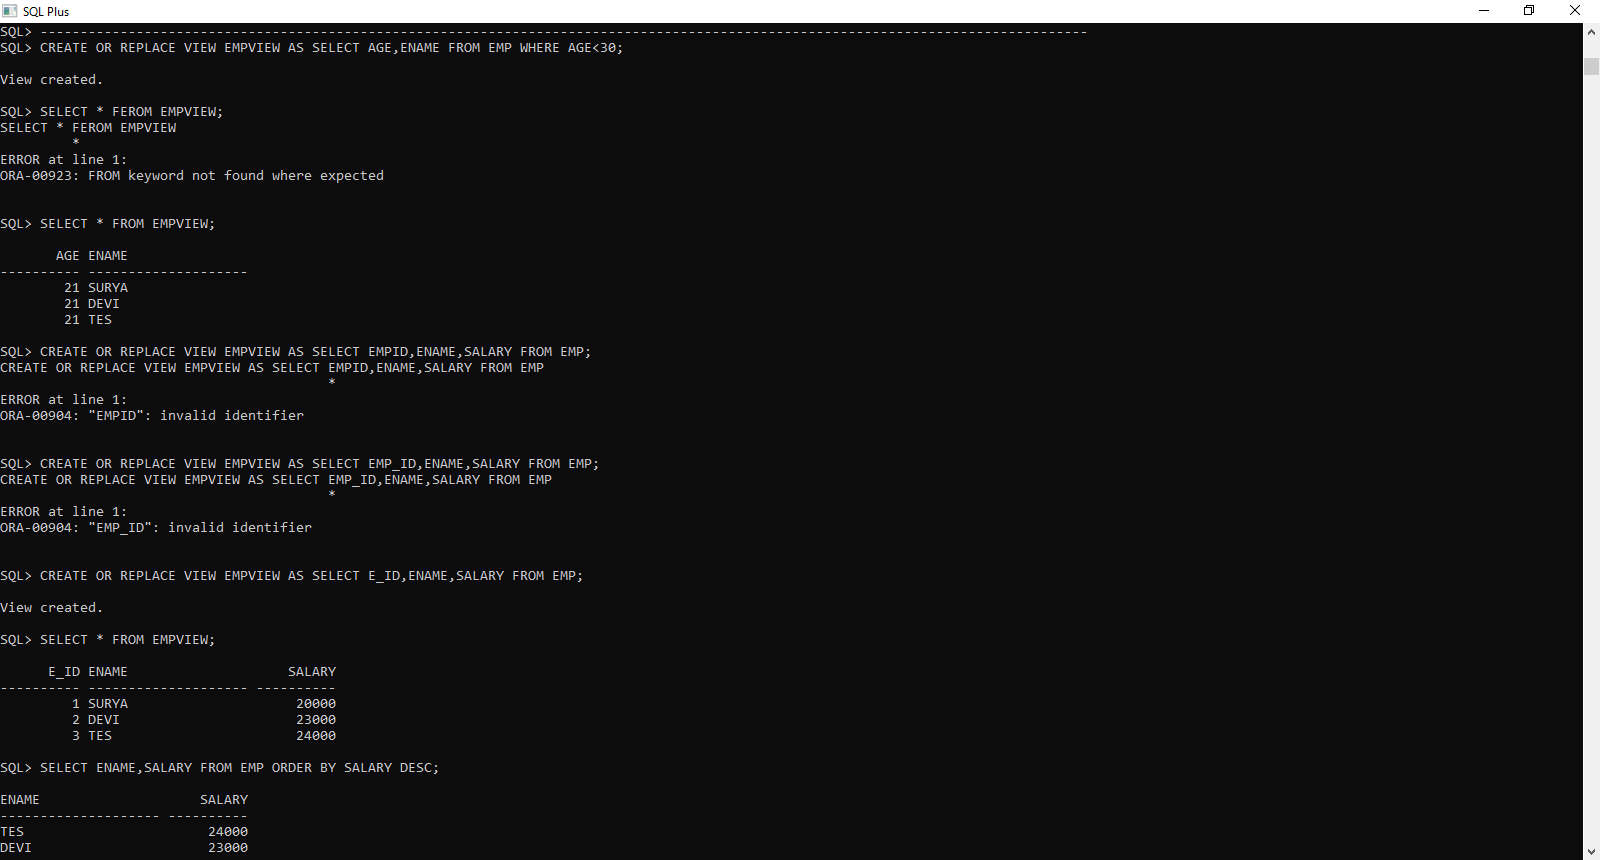 SQL Plus
SQL> -----------------------------------------------------------------------------------------------------------------------------------
SQL> CREATE OR REPLACE VIEW EMPVIEW AS SELECT AGE,ENAME FROM EMP WHERE AGE<30;
View created.
SQL> SELECT * FEROM EMPVIEW;
SELECT * FEROM EMPVIEW
         *
ERROR at line 1:
ORA-00923: FROM keyword not found where expected
SQL> SELECT * FROM EMPVIEW;
       AGE ENAME
---------- --------------------
        21 SURYA
        21 DEVI
        21 TES
SQL> CREATE OR REPLACE VIEW EMPVIEW AS SELECT EMPID,ENAME,SALARY FROM EMP;
CREATE OR REPLACE VIEW EMPVIEW AS SELECT EMPID,ENAME,SALARY FROM EMP
                                         *
ERROR at line 1:
ORA-00904: "EMPID": invalid identifier
SQL> CREATE OR REPLACE VIEW EMPVIEW AS SELECT EMP_ID,ENAME,SALARY FROM EMP;
CREATE OR REPLACE VIEW EMPVIEW AS SELECT EMP_ID,ENAME,SALARY FROM EMP
                                         *
ERROR at line 1:
ORA-00904: "EMP_ID": invalid identifier
SQL> CREATE OR REPLACE VIEW EMPVIEW AS SELECT E_ID,ENAME,SALARY FROM EMP;
View created.
SQL> SELECT * FROM EMPVIEW;
      E_ID ENAME                    SALARY
---------- -------------------- ----------
         1 SURYA                     20000
         2 DEVI                      23000
         3 TES                       24000
SQL> SELECT ENAME,SALARY FROM EMP ORDER BY SALARY DESC;
ENAME                    SALARY
-------------------- ----------
TES                       24000
DEVI                      23000